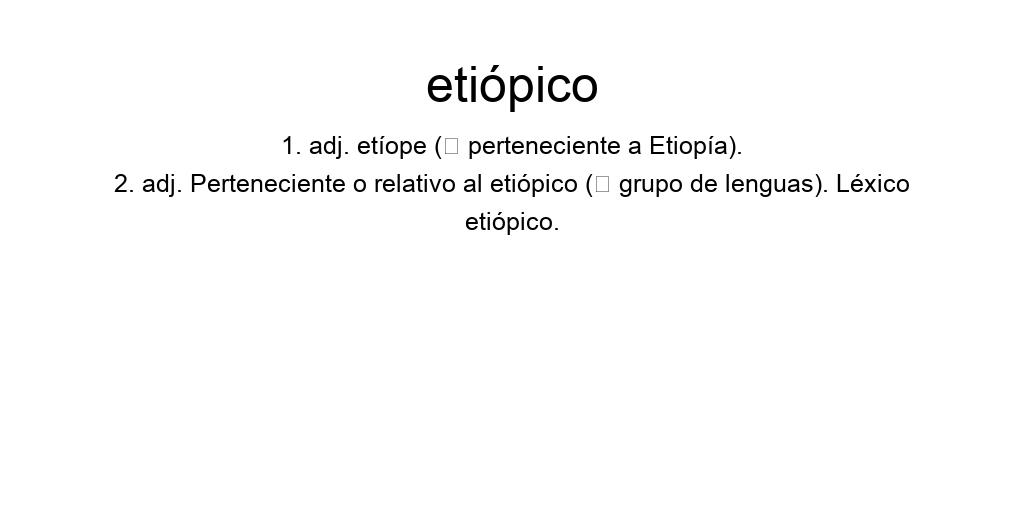 etiópico
1. adj. etíope (▯ perteneciente a Etiopía).
2. adj. Perteneciente o relativo al etiópico (▯ grupo de lenguas). Léxico
etiópico.